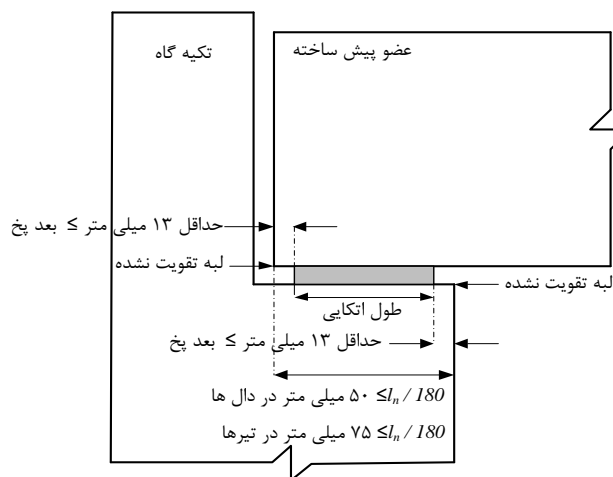 تکیه گاه
عضو پیش ساخته
حداقل ۱۳ میلی متر ≥ بعد پخ
لبه تقویت نشده
لبه تقویت نشده
طول اتکایی
حداقل ۱۳ میلی متر ≥ بعد پخ
l_n / 180 ≥ ۵۰ میلی متر در دال ها
l_n / 180 ≥ ۷۵ میلی متر در تیرها